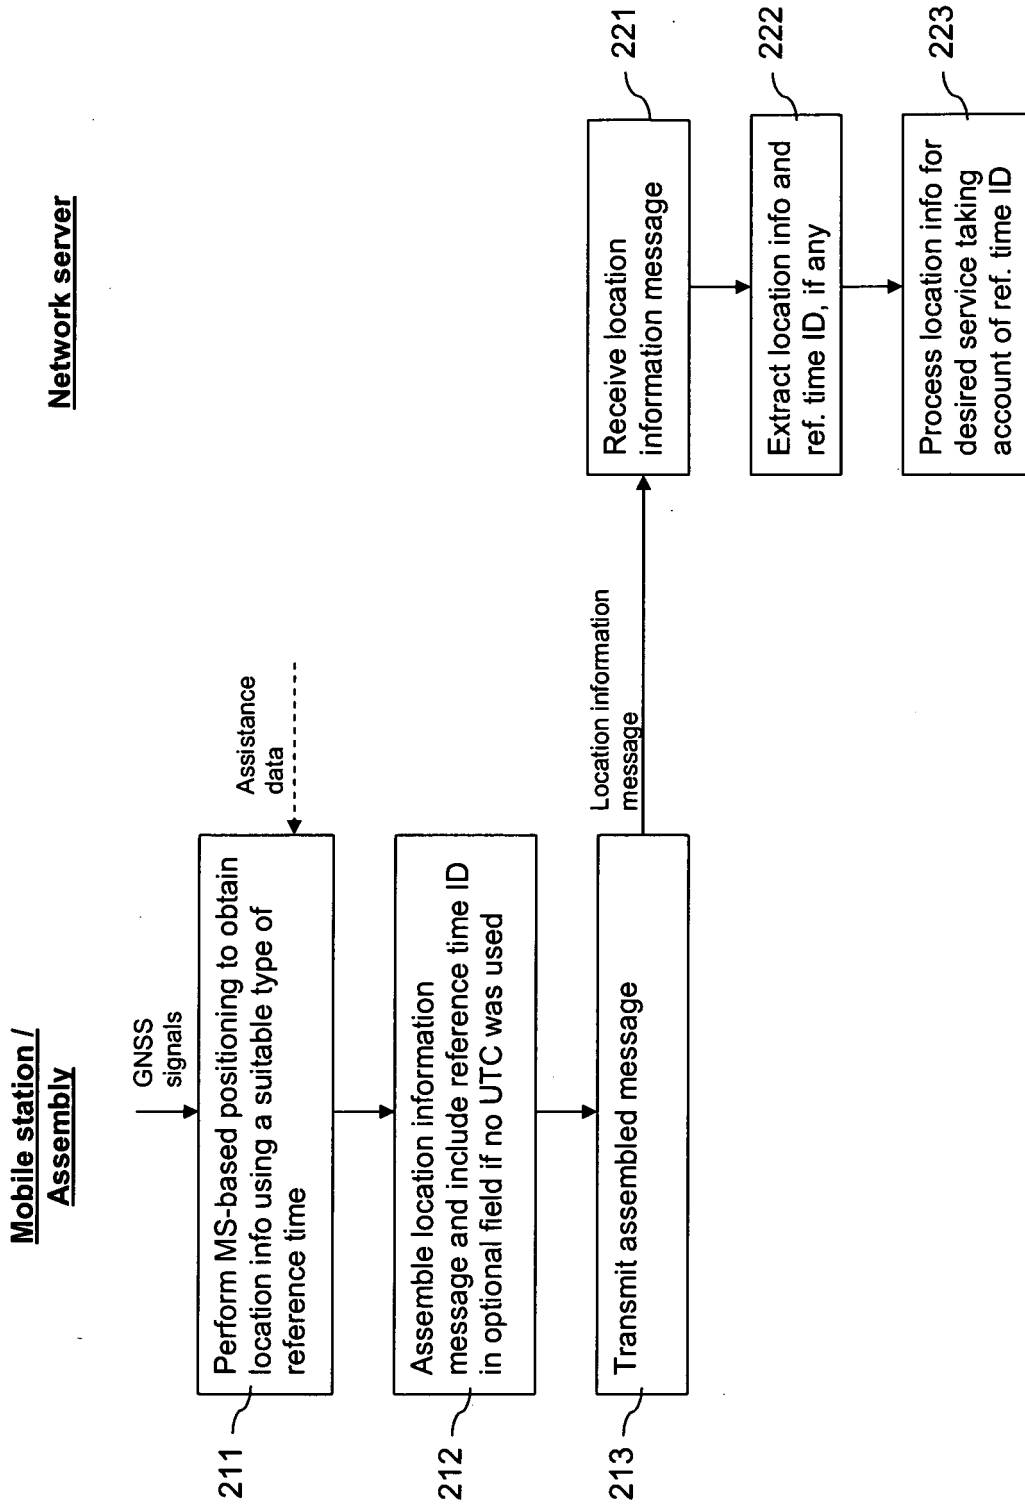 Mobile station /
Assembly
Network server
GNSS
signals
Assistance
data
Perform MS-based positioning to obtain
location info using a suitable type of
reference time
211
Assemble location information
message and include reference time ID
in optional field if no UTC was used
212
Transmit assembled message
213
Location information
message
Receive location
information message
221
Extract location info and
ref. time ID, if any
222
Process location info for
desired service taking
account of ref. time ID
223